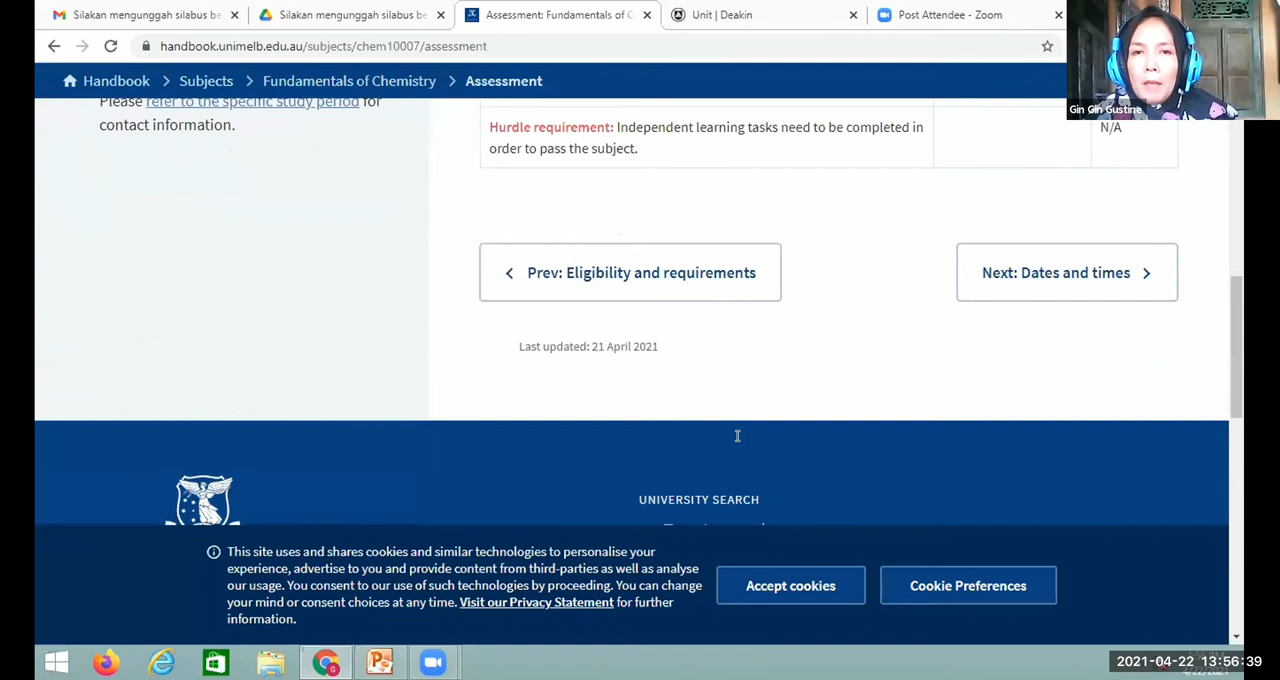 Silakan mengunggah silabus be
Silakan mengunggah silabus be
Assessment: Fundamentals of C
Unit | Deakin
Post Attendee - Zoom
handbook.unimelb.edu.au/subjects/chem10007/assessment
Gin Gin Gustine
Handbook > Subjects > Fundamentals of Chemistry > Assessment
Please refer to the specific study period for
contact information.
Hurdle requirement: Independent learning tasks need to be completed in
order to pass the subject.
N/A
Prev: Eligibility and requirements
Next: Dates and times
Last updated: 21 April 2021
UNIVERSITY SEARCH
This site uses and shares cookies and similar technologies to personalise your
experience, advertise to you and provide content from third-parties as well as analyse
our usage. You consent to our use of such technologies by proceeding. You can change
your mind or consent choices at any time. Visit our Privacy Statement for further
information.
Accept cookies
Cookie Preferences
2021-04-22 13:56:39